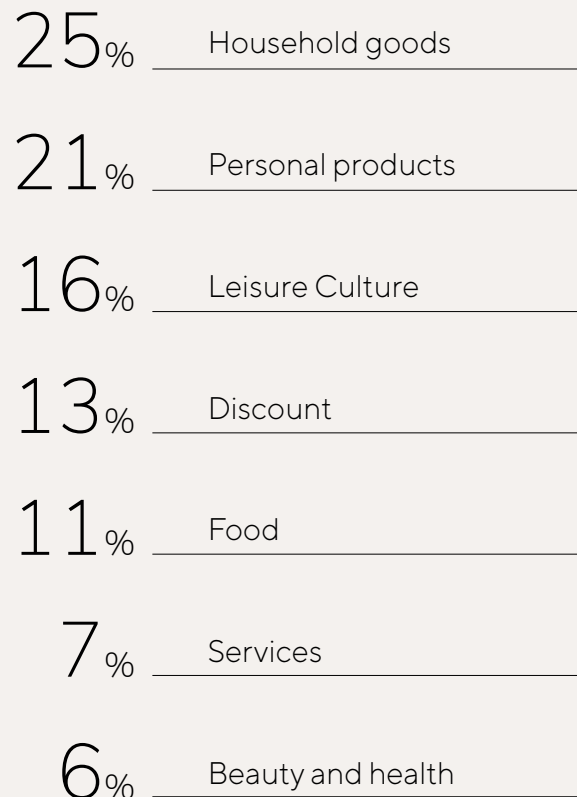 25% Household goods
21% Personal products
16% Leisure Culture
13% Discount
11% Food
7% Services
6% Beauty and health